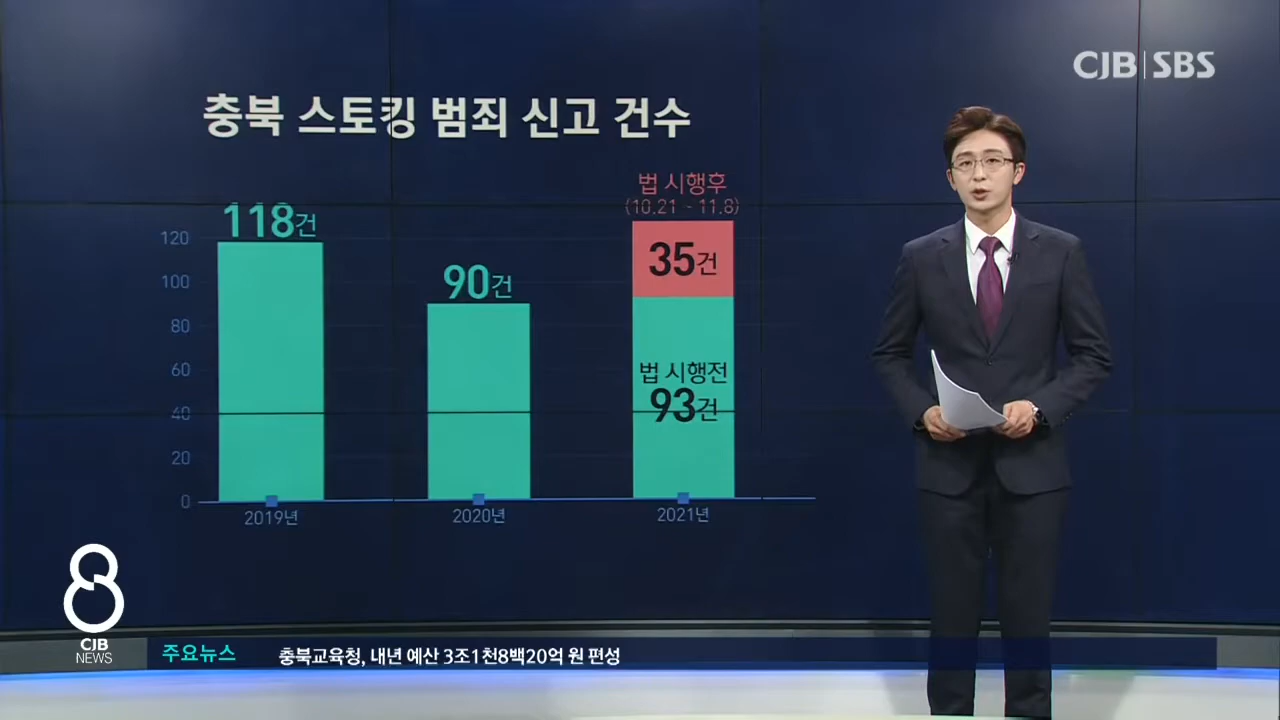 CJB SBS
충북 스토킹 범죄 신고 건수
법 시행후
(10.21 ~ 11.8)
118건
120
35건
90건
100
80
법 시행전
60
93건
40
20
0
2019년
2020년
2021년
8
CJB
NEWS
주요뉴스
충북교육청, 내년 예산 3조1천8백20억 원 편성